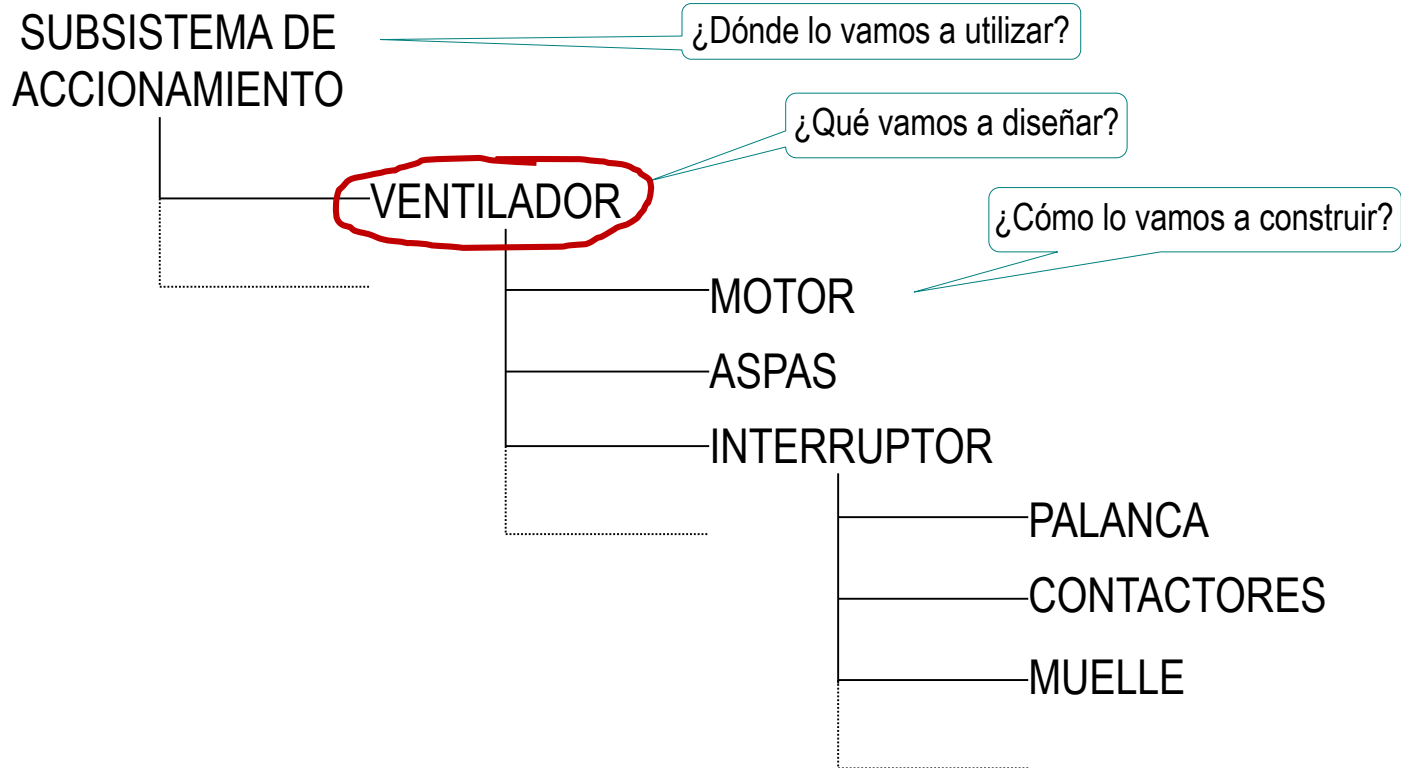 SUBSISTEMA DE
ACCIONAMIENTO
¿Dónde lo vamos a utilizar?
¿Qué vamos a diseñar?
VENTILADOR
¿Cómo lo vamos a construir?
MOTOR
ASPAS
INTERRUPTOR
PALANCA
CONTACTORES
MUELLE